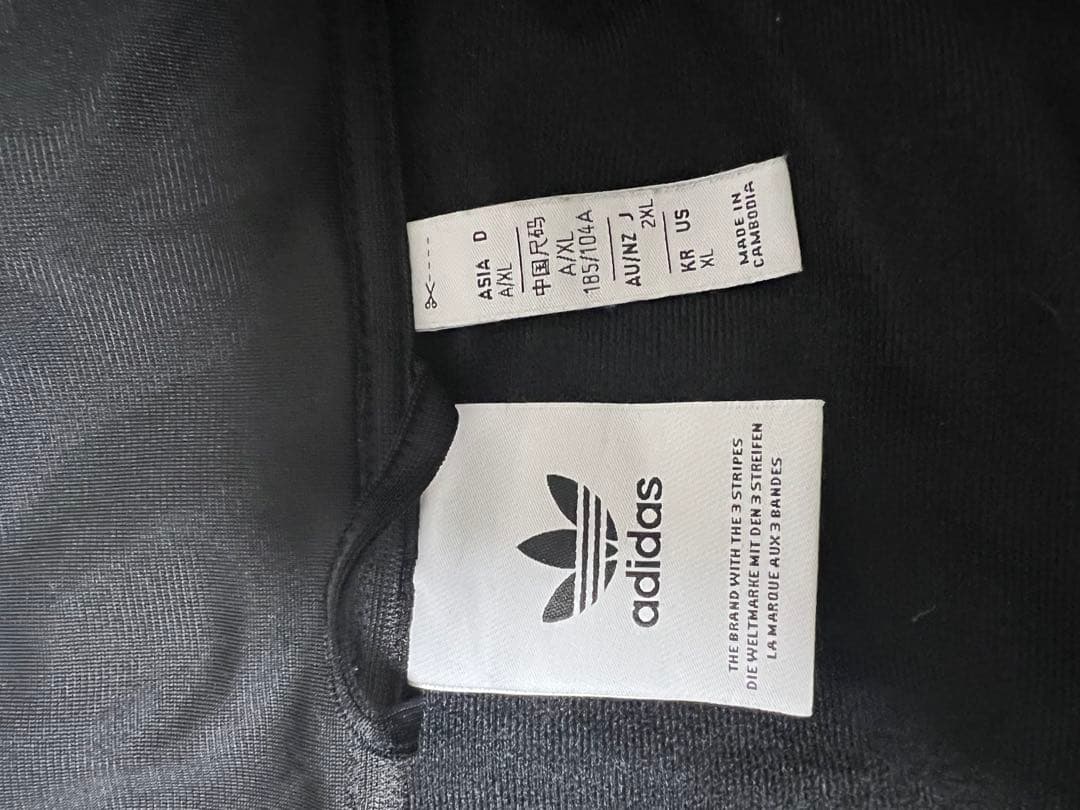 ASIA D
A/XL
中国尺码
A/XL
185/104A
AU/NZ J
2XL
KR US
XL
MADE IN
CAMBODIA
adidas
THE BRAND WITH THE 3 STRIPES
DIE WELTMARKE MIT DEN 3 STREIFEN
LA MARQUE AUX 3 BANDES